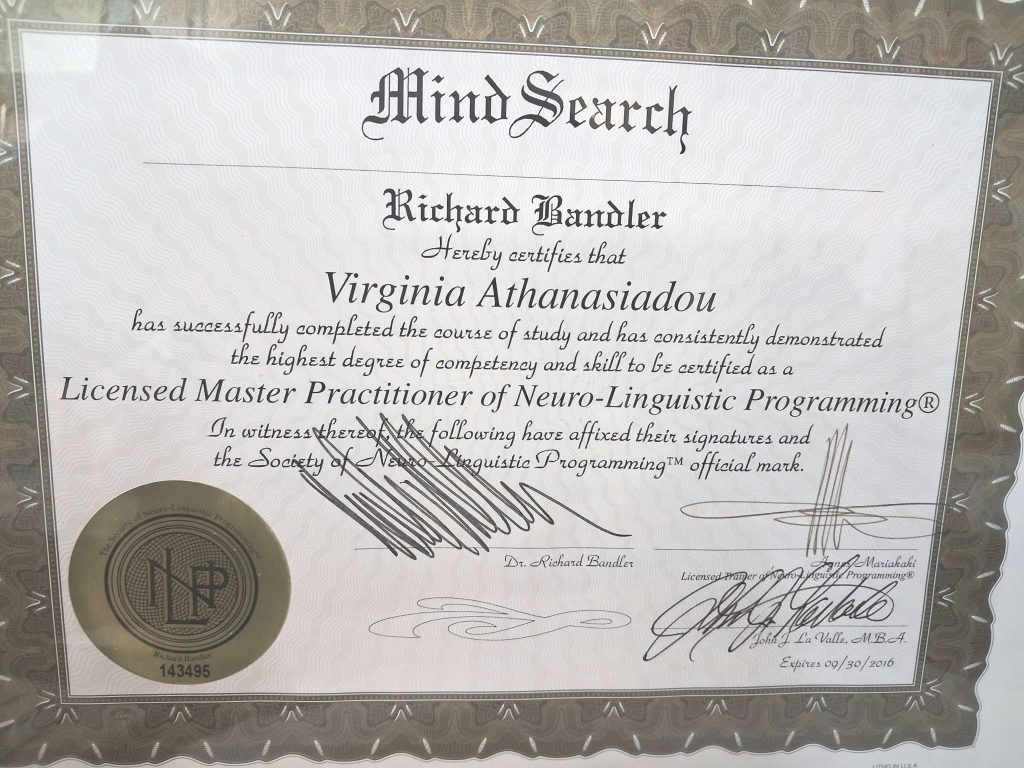 MindSearch
Richard Bandler
Hereby certifies that
Virginia Athanasiadou
has successfully completed the course of study and has consistently demonstrated
the highest degree of competency and skill to be certified as a
Licensed Master Practitioner of Neuro-Linguistic Programming®
In witness thereof, the following have affixed their signatures and
the Society of Neuro-Linguistic Programming™ official mark.
Dr. Richard Bandler
Mariakaki
Licensed Trainer of Neuro-Linguistic Programming®
John J. La Valle, M.B.A.
Expires 09/30/2016
The Society of Neuro-Linguistic Programming™
NLP
Richard Bandler
143495
LITHO IN U.S.A.